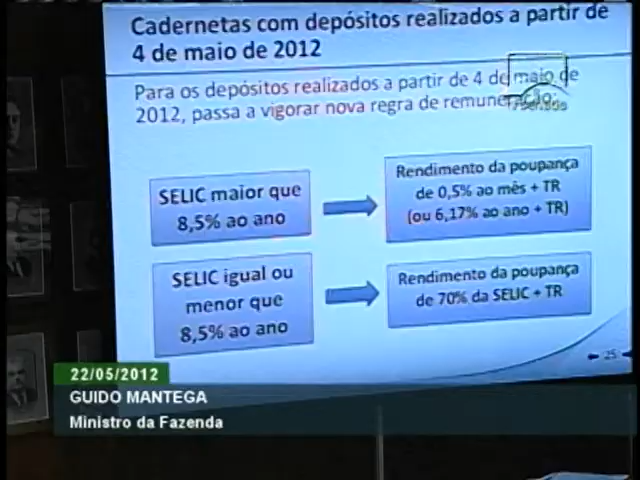 Cadernetas com depósitos realizados a partir de
4 de maio de 2012
Para os depósitos realizados a partir de 4 de maio de
2012, passa a vigorar nova regra de remuneração:
SELIC maior que
8,5% ao ano
Rendimento da poupança
de 0,5% ao mês + TR
(ou 6,17% ao ano + TR)
SELIC igual ou
menor que
8,5% ao ano
Rendimento da poupança
de 70% da SELIC + TR
25
22/05/2012
GUIDO MANTEGA
Ministro da Fazenda